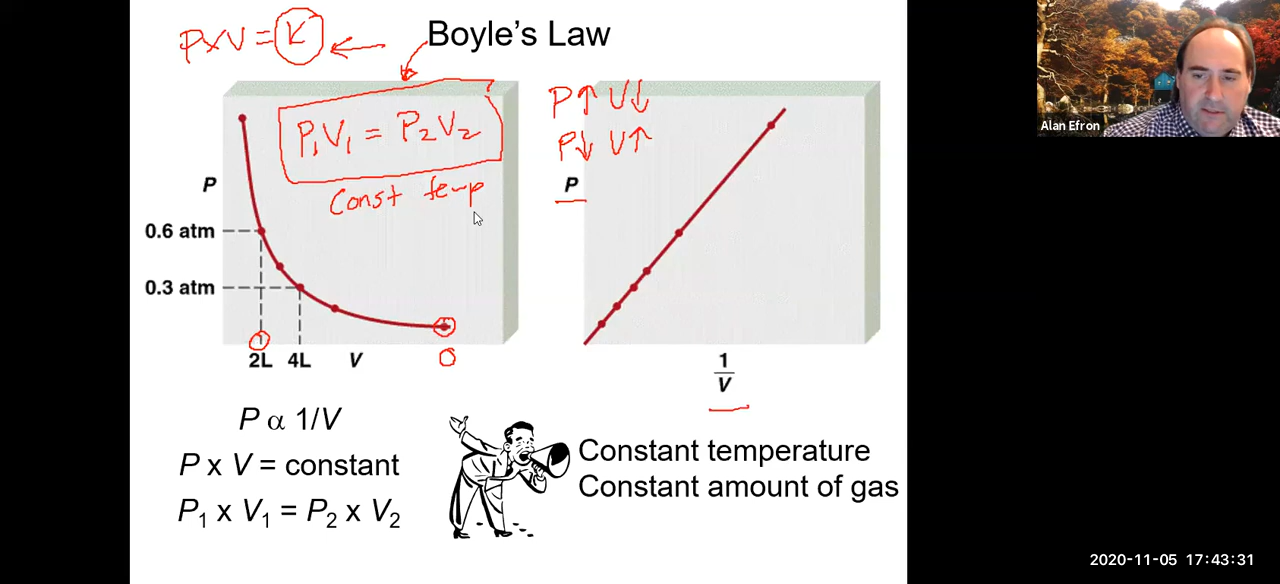 PxV = K
Boyle's Law
Alan Efron
P↑ V↓
P↓ V↑
P₁V₁ = P₂V₂
Const temp
P
P
0.6 atm
0.3 atm
2L 4L V
1
V
P α 1/V
P x V = constant
P₁ x V₁ = P₂ x V₂
Constant temperature
Constant amount of gas
2020-11-05 17:43:31